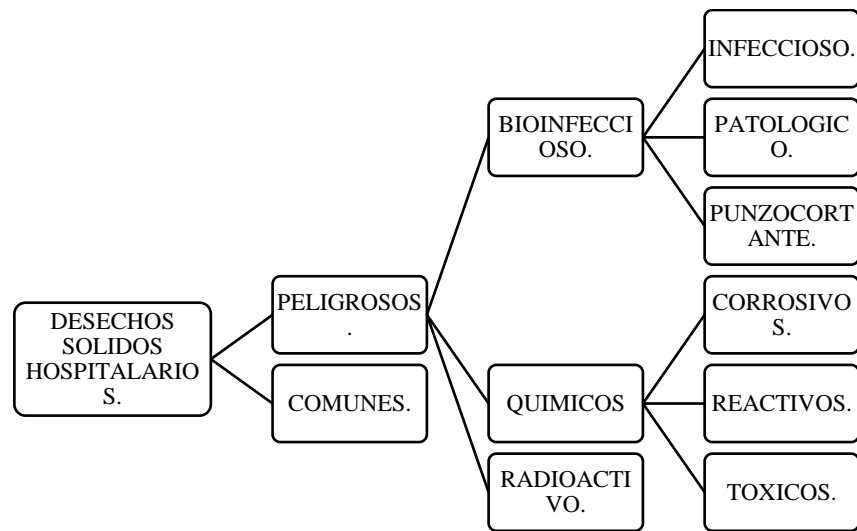 DESECHOS
SOLIDOS
HOSPITALARIO
S.
PELIGROSOS
.
COMUNES.
BIOINFECCI
OSO.
QUIMICOS
RADIOACTI
VO.
INFECCIOSO.
PATOLOGIC
O.
PUNZOCORT
ANTE.
CORROSIVO
S.
REACTIVOS.
TOXICOS.